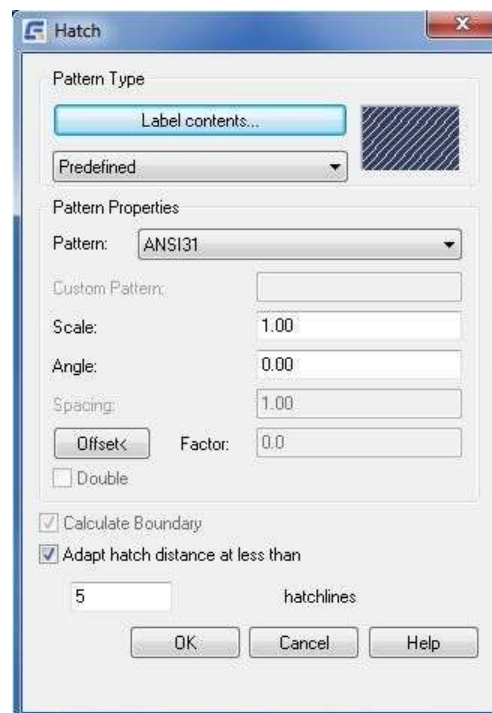 Hatch
Pattern Type
Label contents...
Predefined
Pattern Properties
Pattern: ANSI31
Custom Pattern:
Scale: 1.00
Angle: 0.00
Spacing: 1.00
Offset< Factor: 0.0
Double
Calculate Boundary
Adapt hatch distance at less than
5 hatchlines
OK Cancel Help